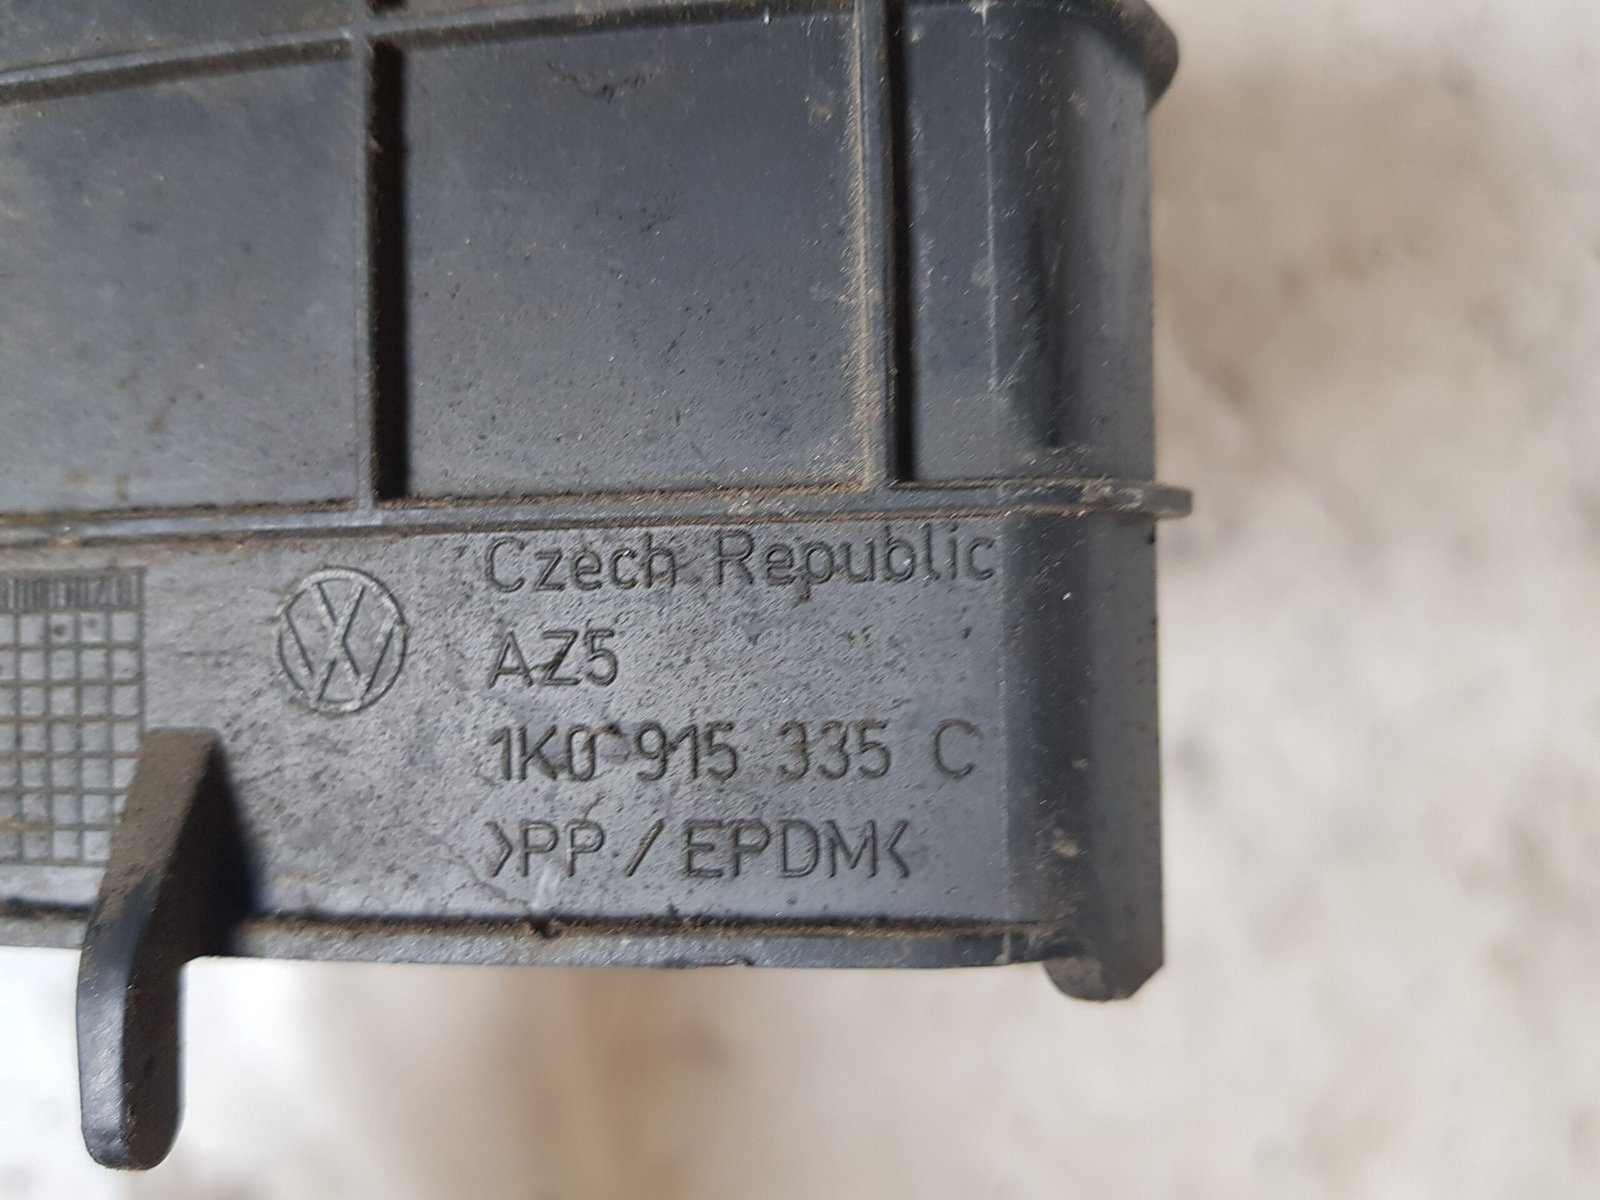 Czech Republic
AZ5
1K0 915 335 C
>PP / EPDM<